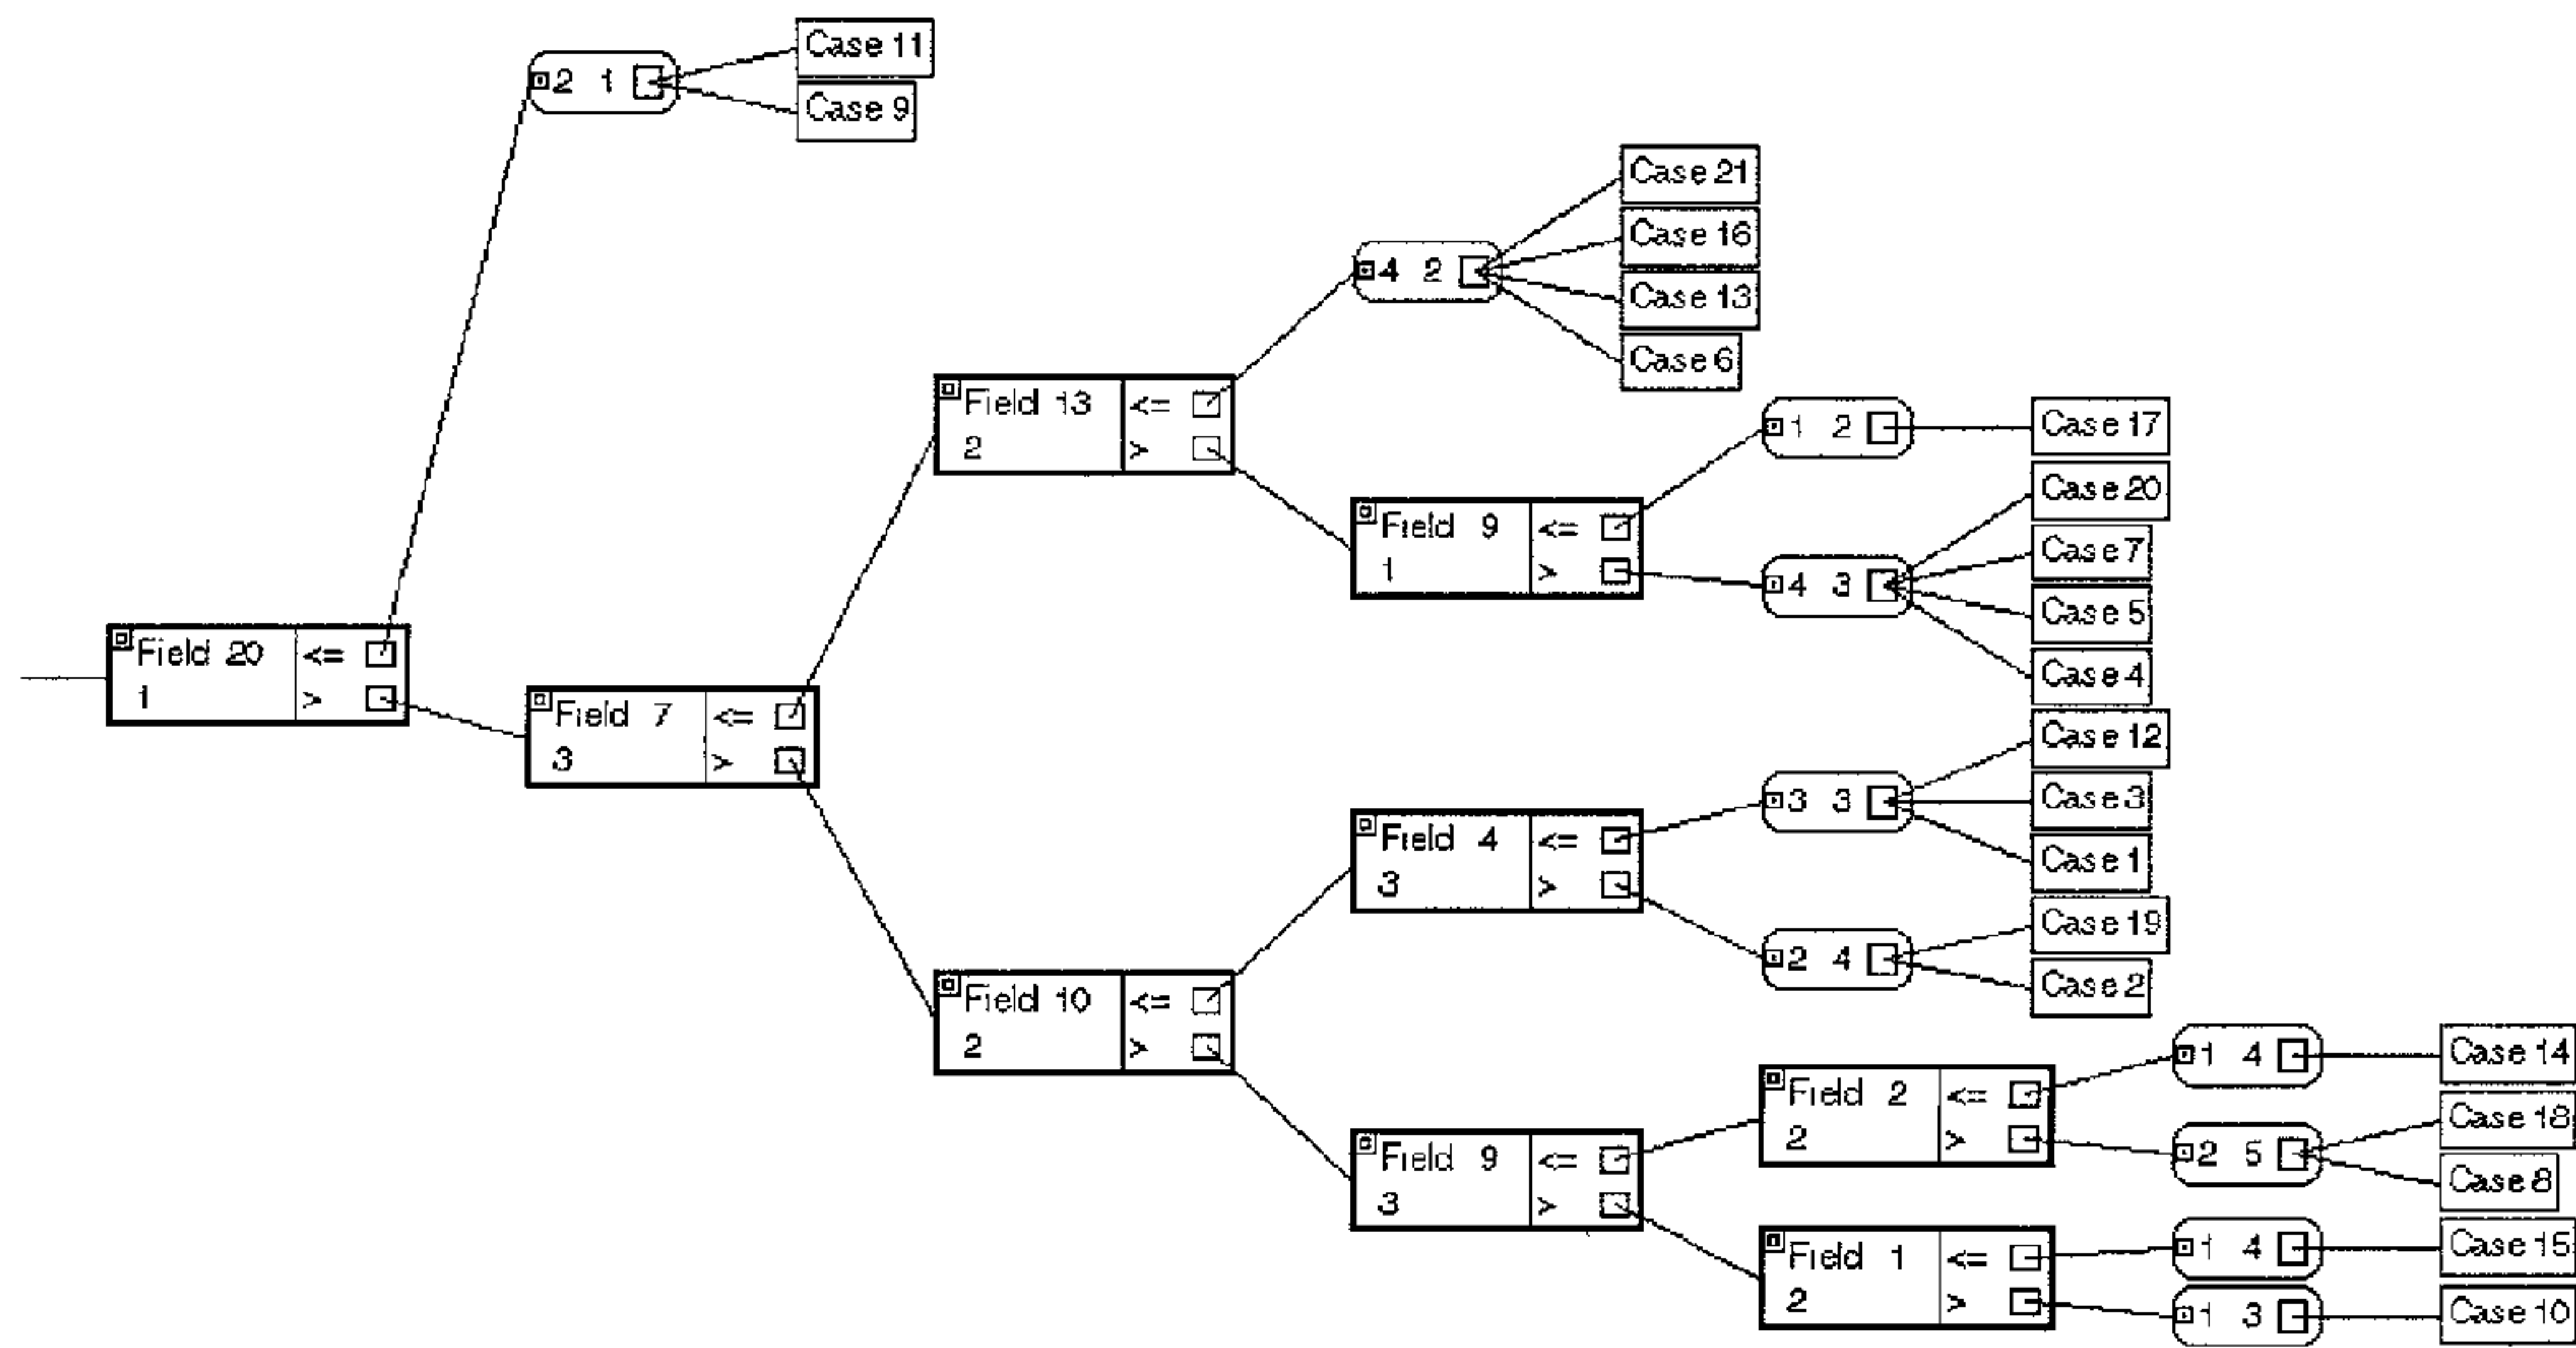 2 1
Case 11
Case 9
Case 21
Case 16
4 2
Case 13
Case 6
Field 13 <=
2 >
1 2
Case 17
Case 20
Field 9 <=
1 >
Case 7
4 3
Case 5
Case 4
Field 20 <=
1 >
Field 7 <=
3 >
Case 12
3 3
Case 3
Case 1
Field 4 <=
3 >
Case 19
2 4
Case 2
Field 10 <=
2 >
1 4
Case 14
Field 2 <=
2 >
Case 18
2 5
Case 8
Field 9 <=
3 >
1 4
Case 15
Field 1 <=
2 >
1 3
Case 10